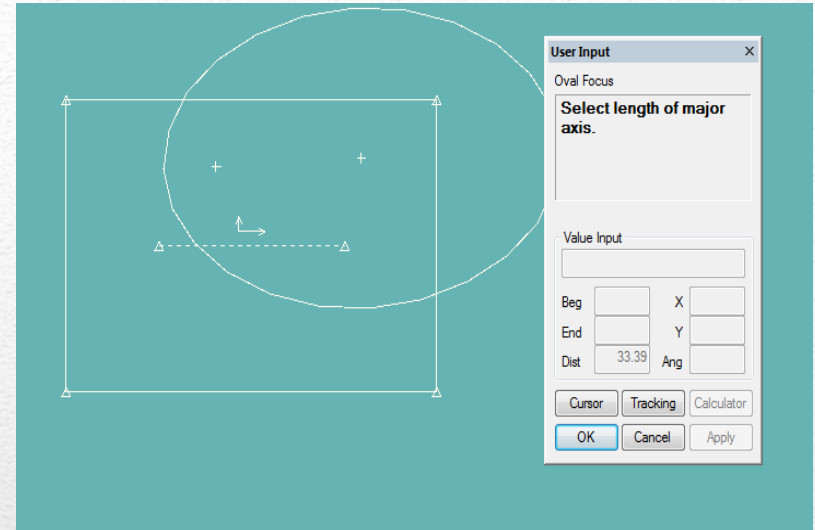 User Input
Oval Focus
Select length of major
axis.
Value Input
Beg X
End Y
Dist 33.39 Ang
Cursor Tracking Calculator
OK Cancel Apply